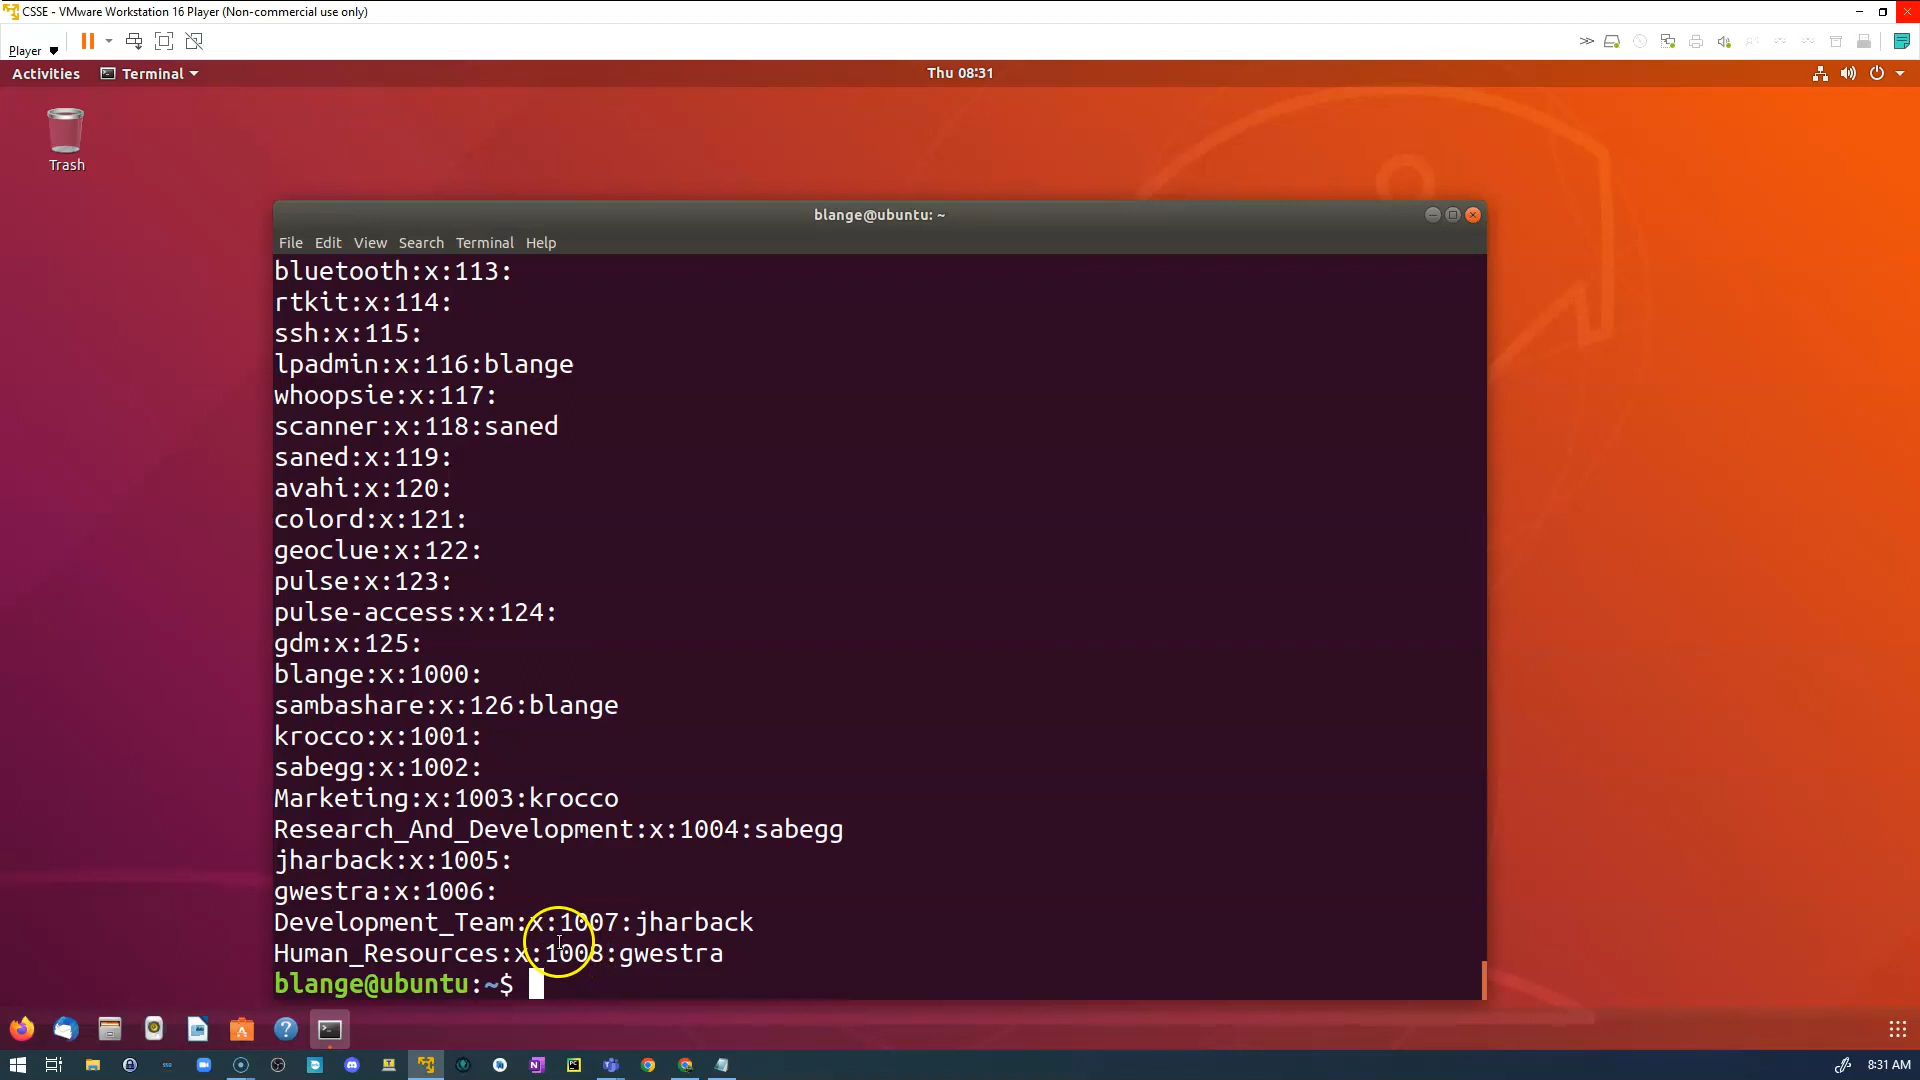 CSSE - VMware Workstation 16 Player (Non-commercial use only)
Player
Activities
Terminal
Thu 08:31
Trash
blange@ubuntu: ~
File Edit View Search Terminal Help
bluetooth:x:113:
rtkit:x:114:
ssh:x:115:
lpadmin:x:116:blange
whoopsie:x:117:
scanner:x:118:saned
saned:x:119:
avahi:x:120:
colord:x:121:
geoclue:x:122:
pulse:x:123:
pulse-access:x:124:
gdm:x:125:
blange:x:1000:
sambashare:x:126:blange
krocco:x:1001:
sabegg:x:1002:
Marketing:x:1003:krocco
Research_And_Development:x:1004:sabegg
jharback:x:1005:
gwestra:x:1006:
Development_Team:x:1007:jharback
Human_Resources:x:1008:gwestra
blange@ubuntu:~$
8:31 AM